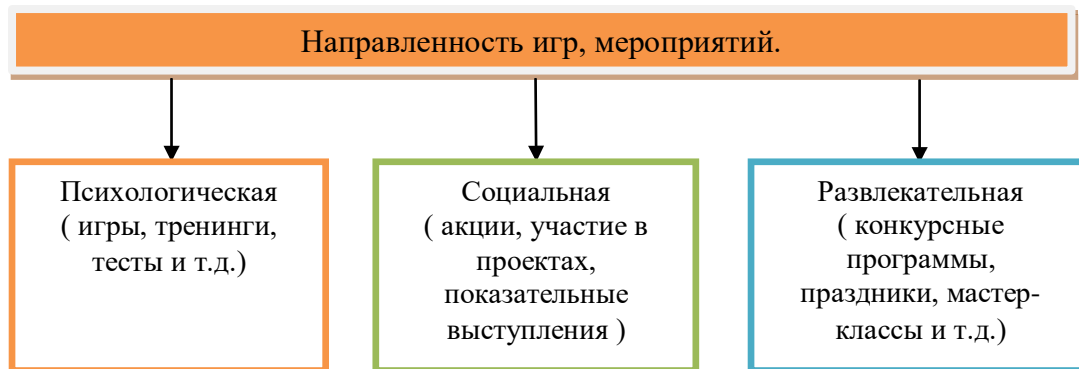 Направленность игр, мероприятий.
Психологическая
( игры, тренинги,
тесты и т.д.)
Социальная
( акции, участие в
проектах,
показательные
выступления )
Развлекательная
( конкурсные
программы,
праздники, мастер-
классы и т.д.)